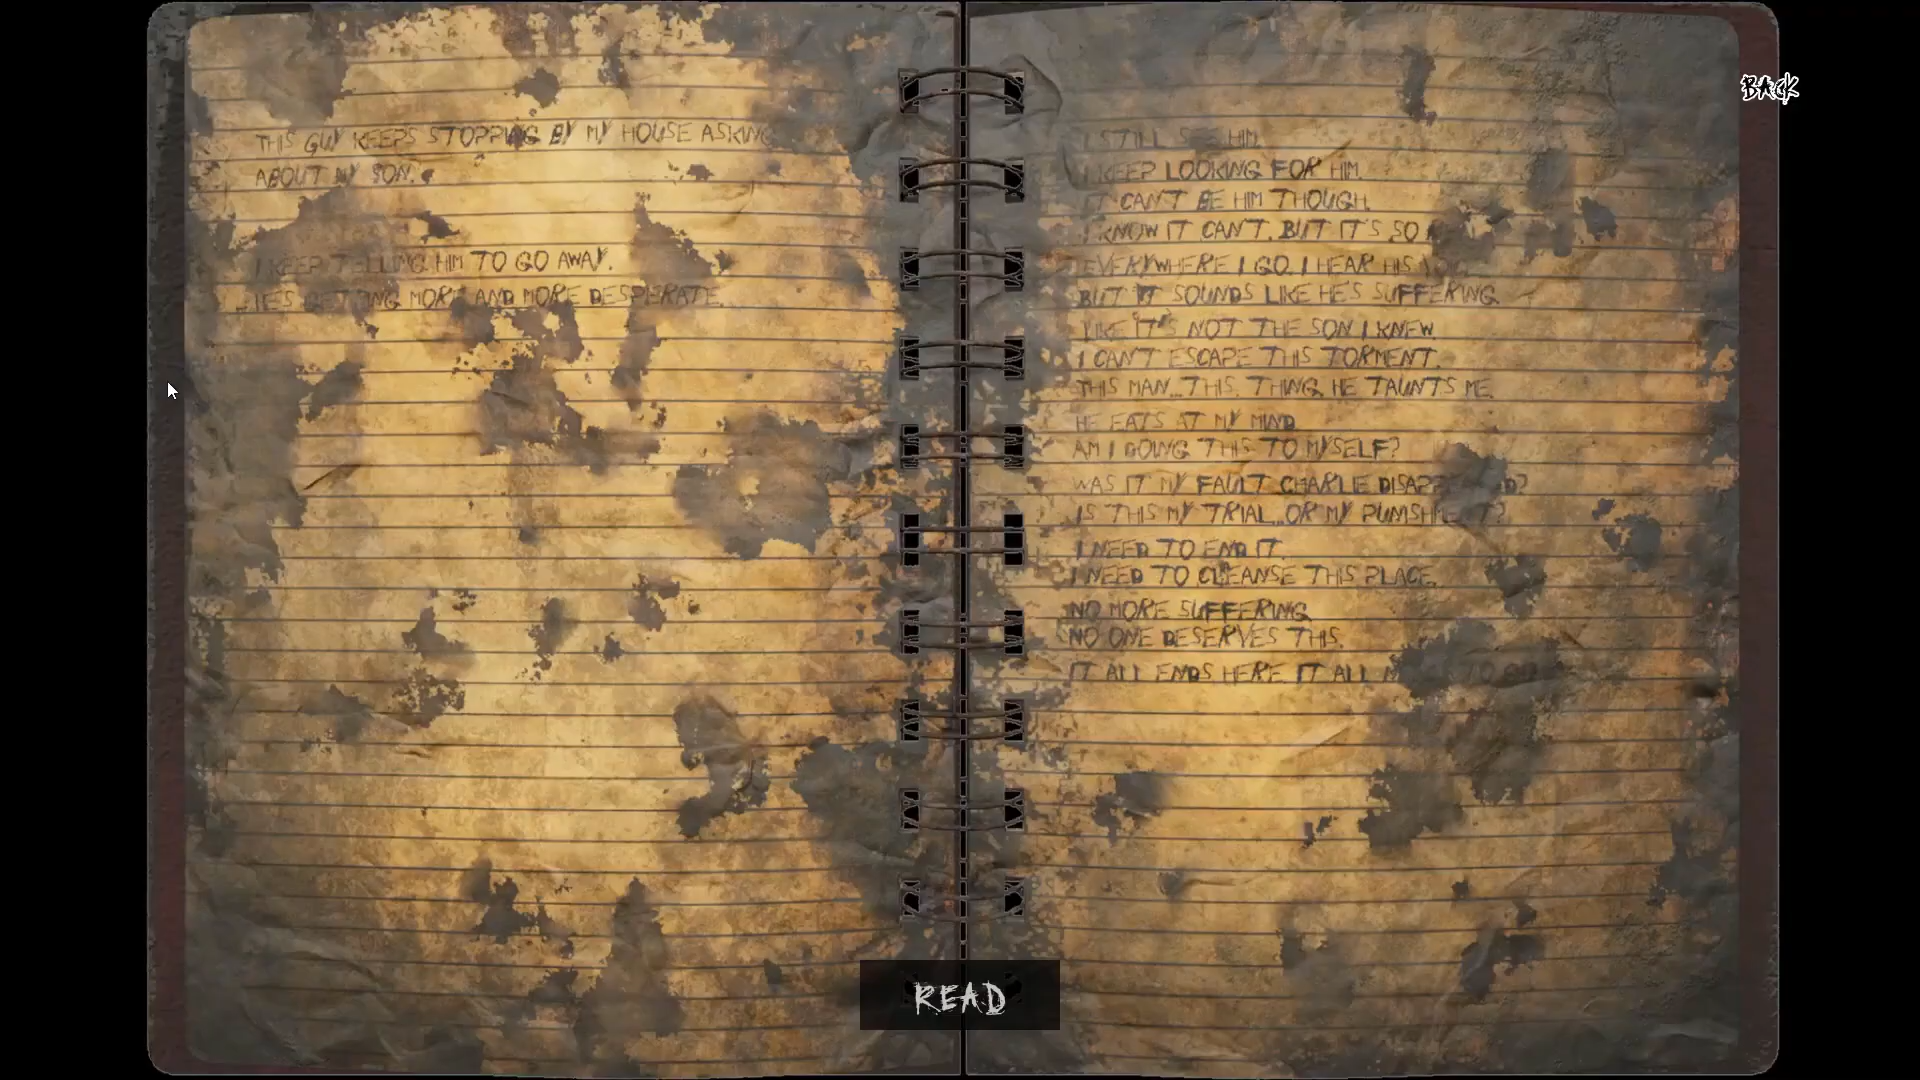 THIS GUY KEEPS STOPPING BY MY HOUSE ASKING
ABOUT MY SON.
I KEEP TELLING HIM TO GO AWAY.
HE'S GETTING MORE AND MORE DESPERATE.
I STILL SEE HIM.
I KEEP LOOKING FOR HIM.
IT CAN'T BE HIM THOUGH.
I KNOW IT CAN'T. BUT IT'S SO
EVERYWHERE I GO. I HEAR HIS
BUT IT SOUNDS LIKE HE'S SUFFERING.
LIKE IT'S NOT THE SON I KNEW.
I CAN'T ESCAPE THIS TORMENT.
THIS MAN...THIS. THING. HE TAUNTS ME.
HE EATS AT MY MIND.
AM I DOING THIS TO MYSELF?
WAS IT MY FAULT CHARLIE DISAPPEARED?
IS THIS MY TRIAL...OR MY PUNISHMENT?
I NEED TO END IT.
I NEED TO CLEANSE THIS PLACE.
NO MORE SUFFERING.
NO ONE DESERVES THIS.
IT ALL ENDS HERE. IT ALL TO GO
BACK
READ